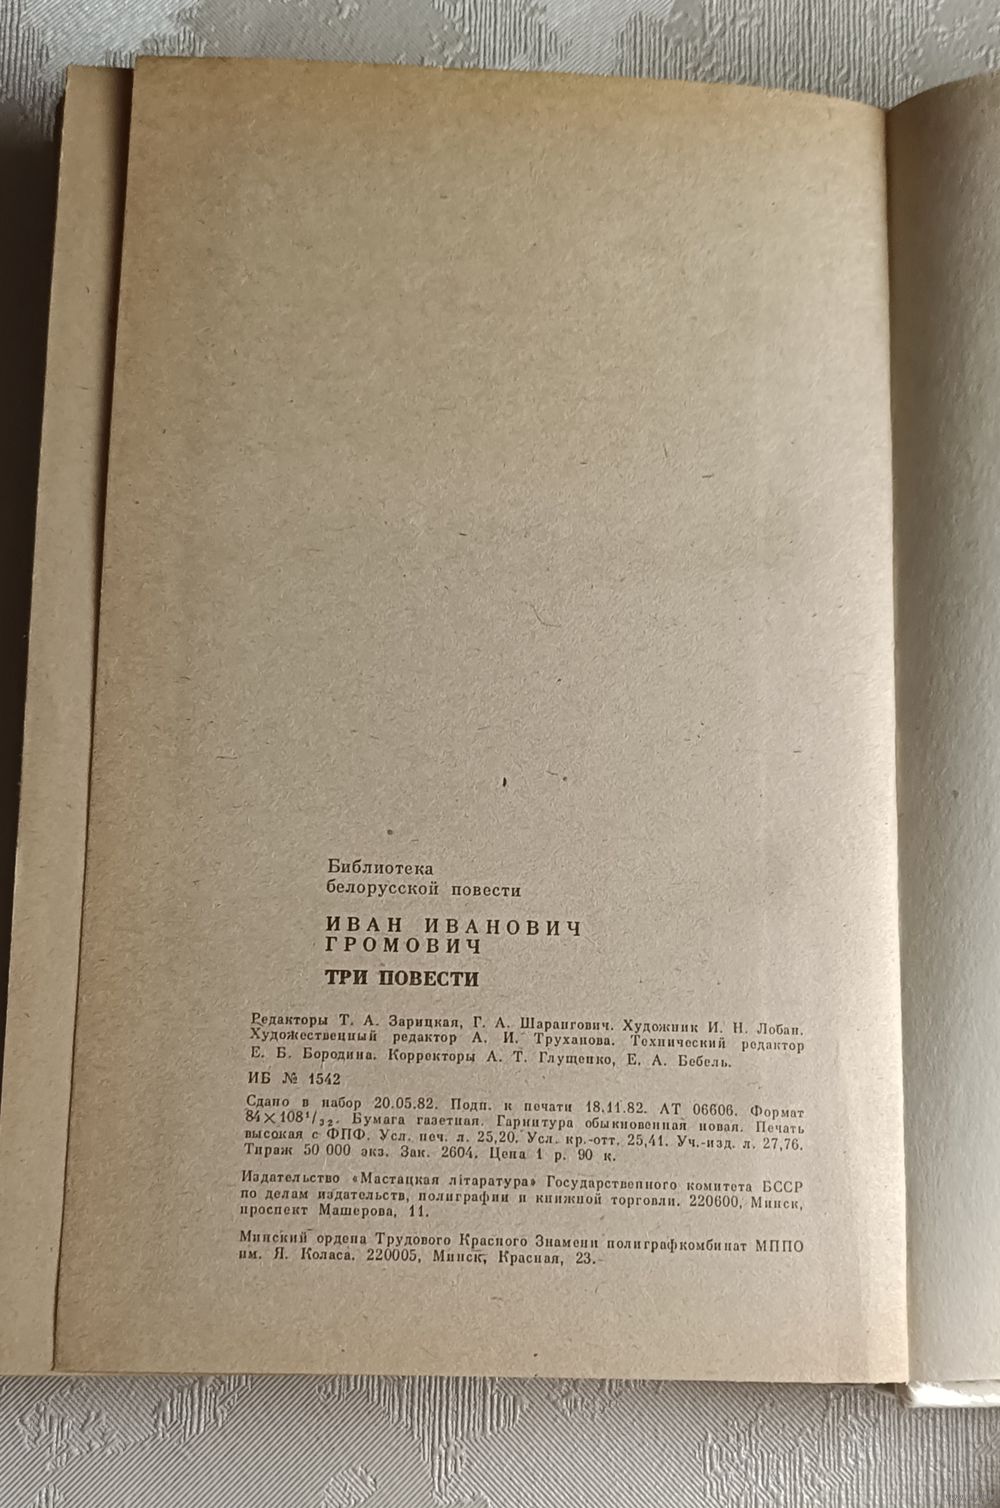 Библиотека
белорусской повести
ИВАН ИВАНОВИЧ
ГРОМОВИЧ
ТРИ ПОВЕСТИ
Редакторы Т. А. Зарицкая, Г. А. Шарангович. Художник И. Н. Лобан.
Художественный редактор А. И. Труханова. Технический редактор
Е. Б. Бородина. Корректоры А. Т. Глущенко, Е. А. Бебель.
ИБ № 1542
Сдано в набор 20.05.82. Подп. к печати 18.11.82. АТ 06606. Формат
84×108¹/₃₂. Бумага газетная. Гарнитура обыкновенная новая. Печать
высокая с ФПФ. Усл. печ. л. 25,20. Усл. кр.-отт. 25,41. Уч.-изд. л. 27,76.
Тираж 50 000 экз. Зак. 2604. Цена 1 р. 90 к.
Издательство «Мастацкая літаратура» Государственного комитета БССР
по делам издательств, полиграфии и книжной торговли. 220600, Минск,
проспект Машерова, 11.
Минский ордена Трудового Красного Знамени полиграфкомбинат МППО
им. Я. Коласа. 220005, Минск, Красная, 23.